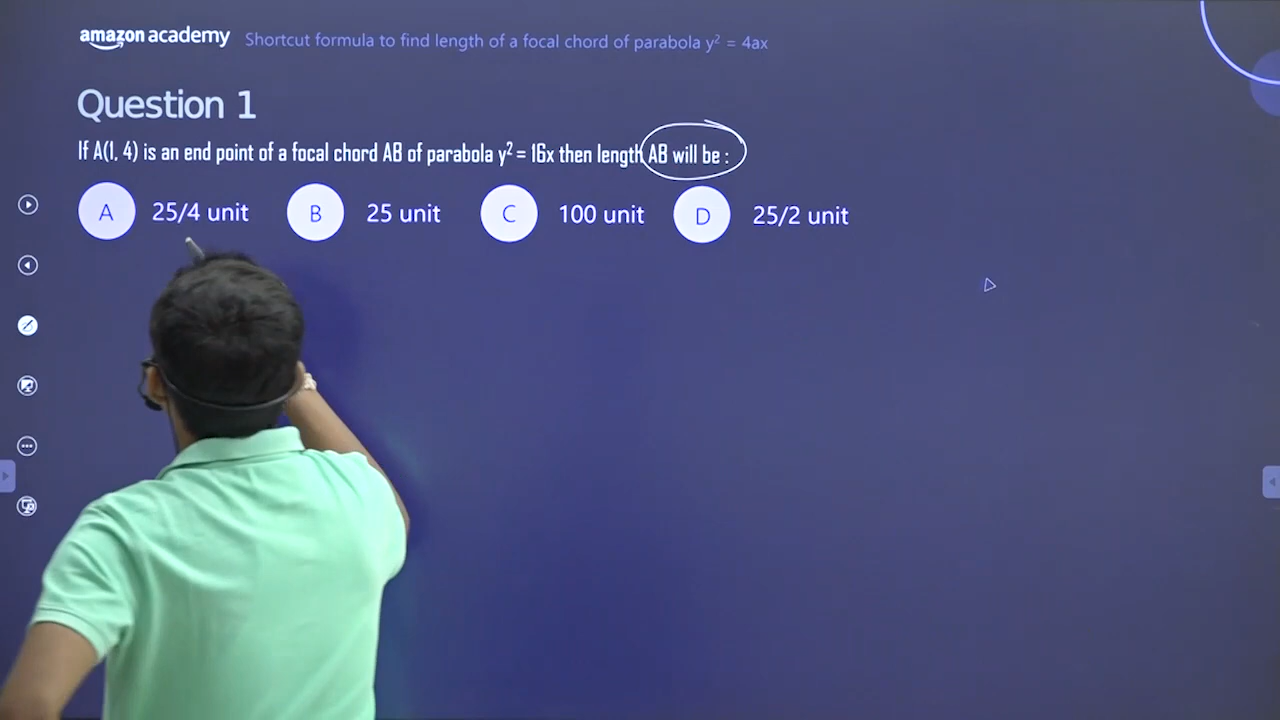 amazon academy Shortcut formula to find length of a focal chord of parabola y² = 4ax
Question 1
If A(1, 4) is an end point of a focal chord AB of parabola y² = 16x then length AB will be :
A 25/4 unit B 25 unit C 100 unit D 25/2 unit